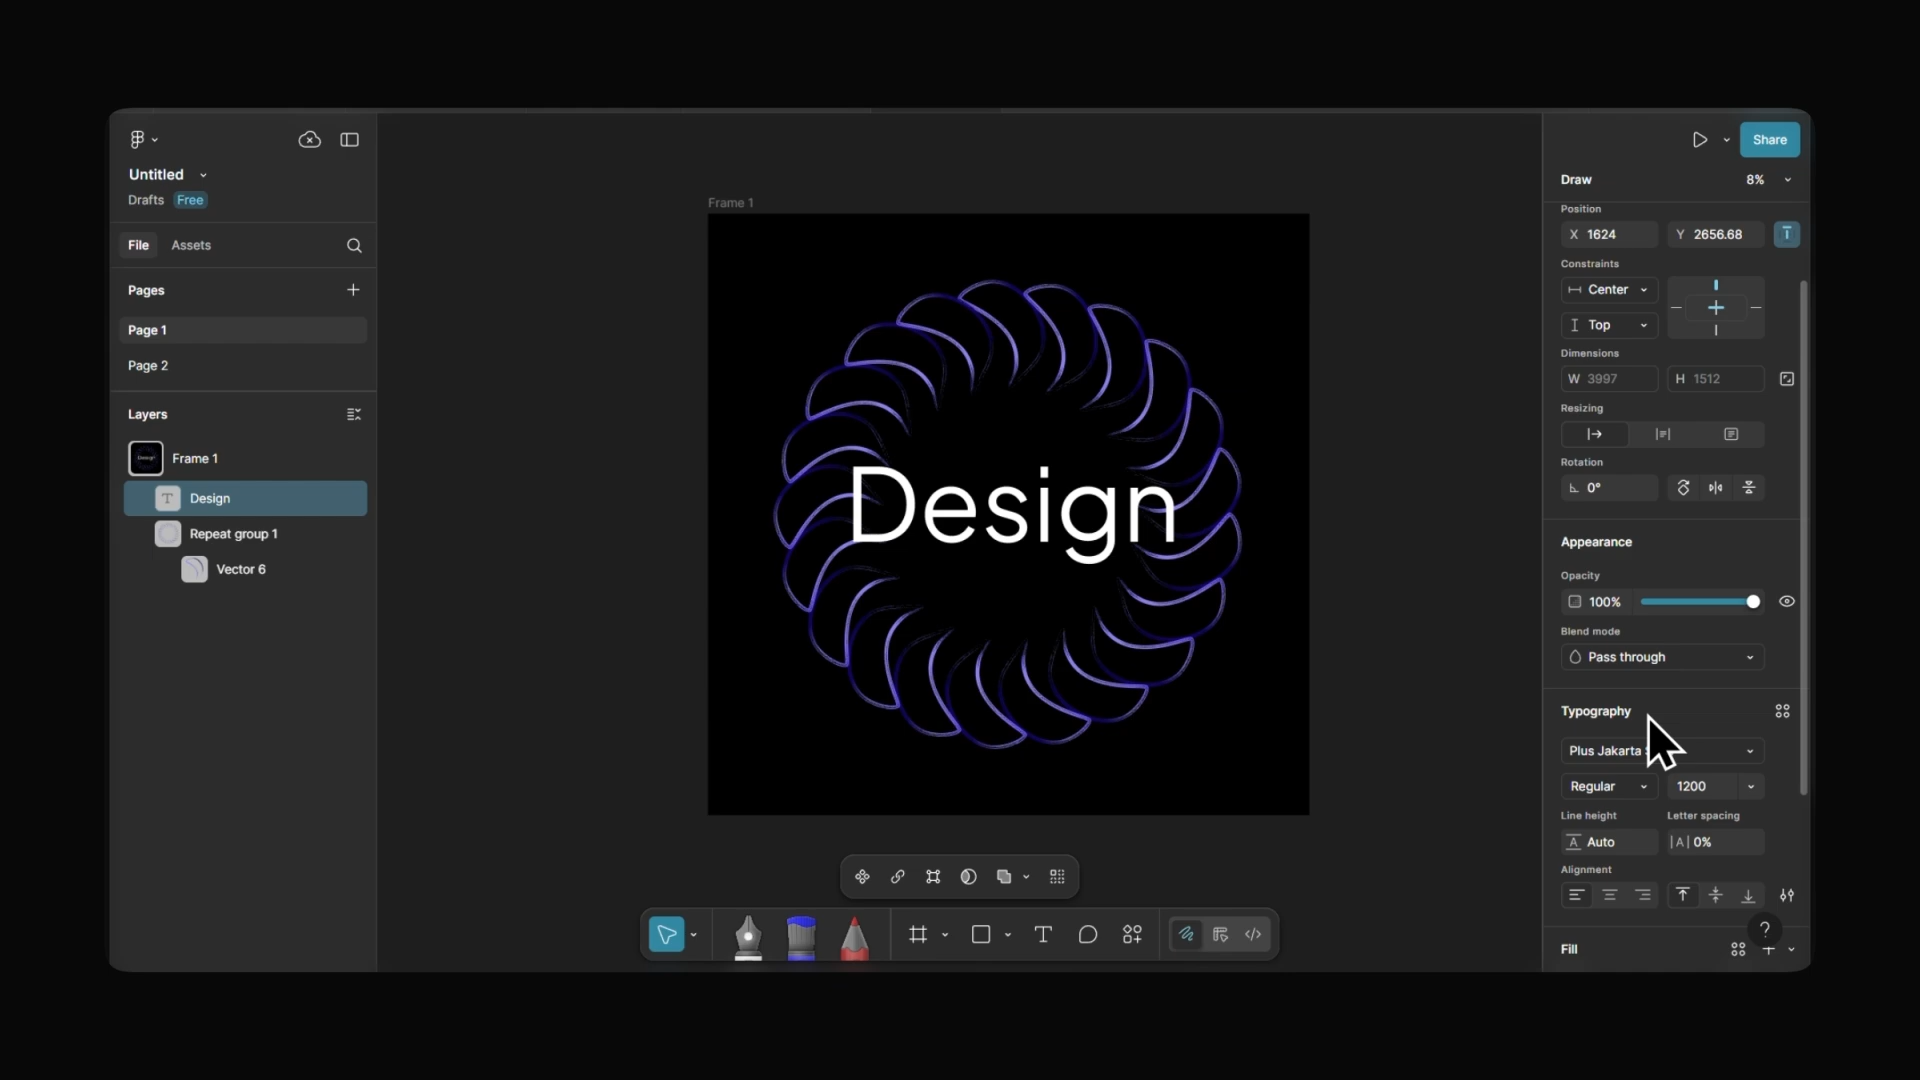 Untitled
Drafts Free
File Assets
Pages
Page 1
Page 2
Layers
Frame 1
Design
Repeat group 1
Vector 6
Frame 1
Design
Share
Draw 8%
Position
X 1624 Y 2656.68
Constraints
Center
Top
Dimensions
W 3997 H 1512
Resizing
Rotation
0°
Appearance
Opacity
100%
Blend mode
Pass through
Typography
Plus Jakarta
Regular 1200
Line height Letter spacing
Auto 0%
Alignment
Fill
?